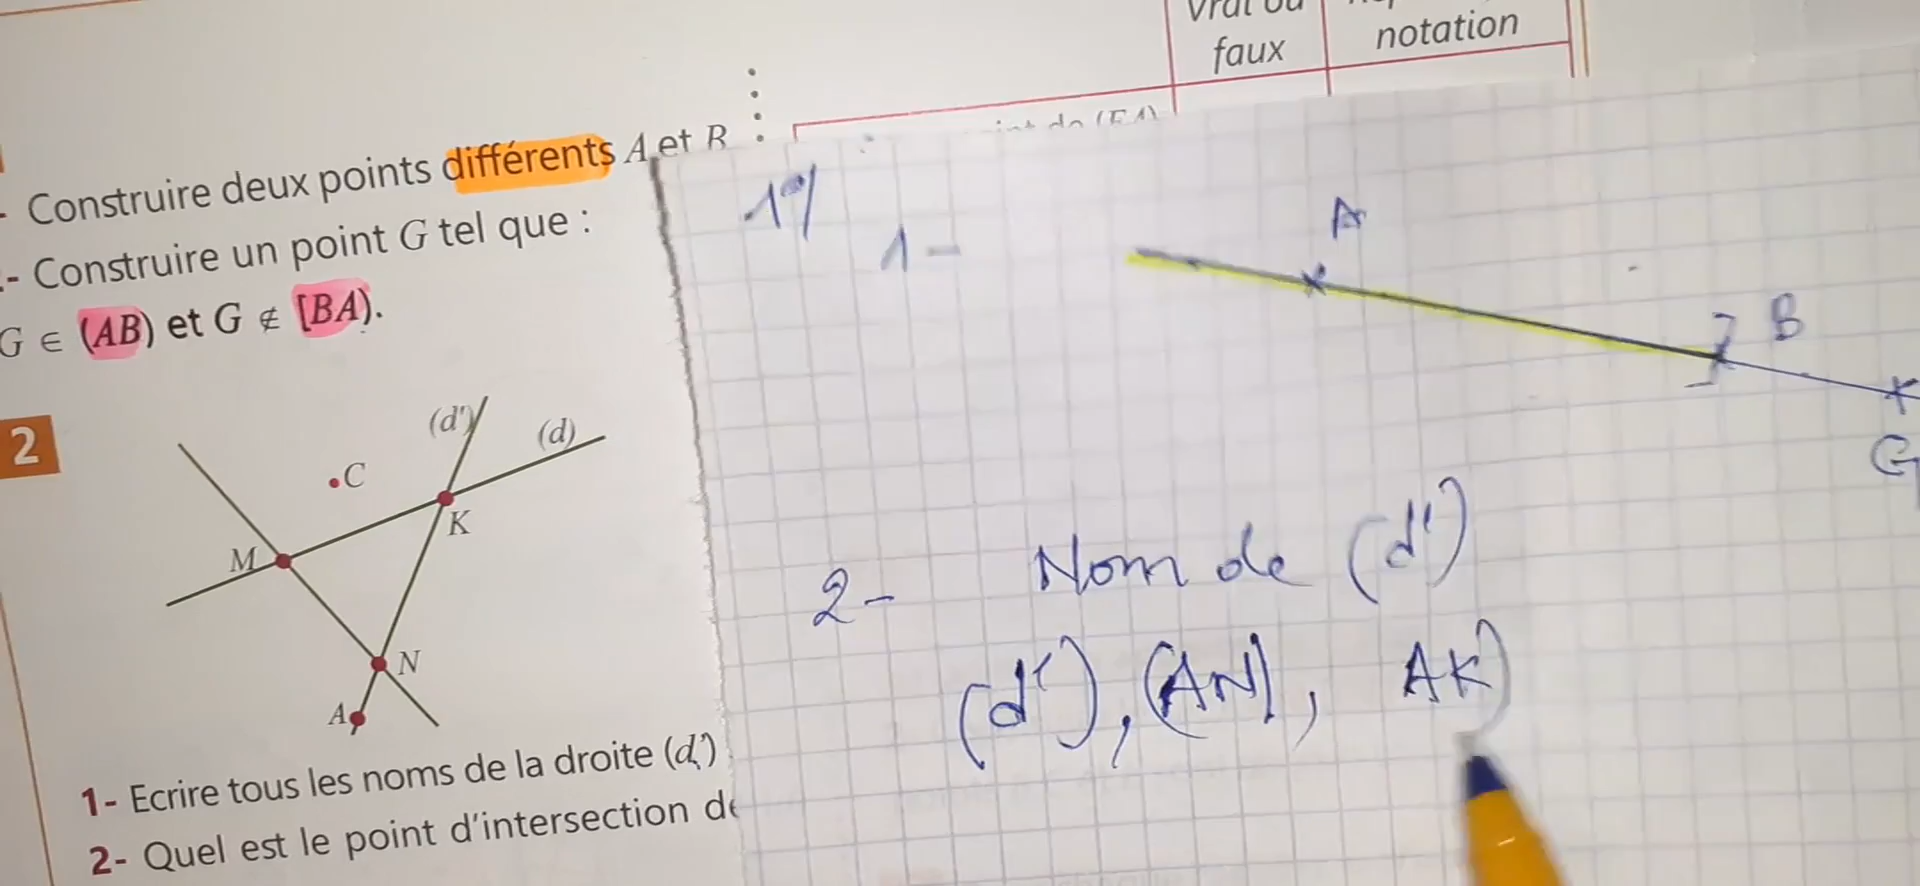 faux
notation
Construire deux points différents A et B
- Construire un point G tel que :
G ∈ (AB) et G ∉ [BA).
2
(d')
(d)
C
K
M
N
A
1- Ecrire tous les noms de la droite (d')
2- Quel est le point d'intersection de
1°/
1-
A
B
G
2- Nom de (d')
(d'), (AN), AK)